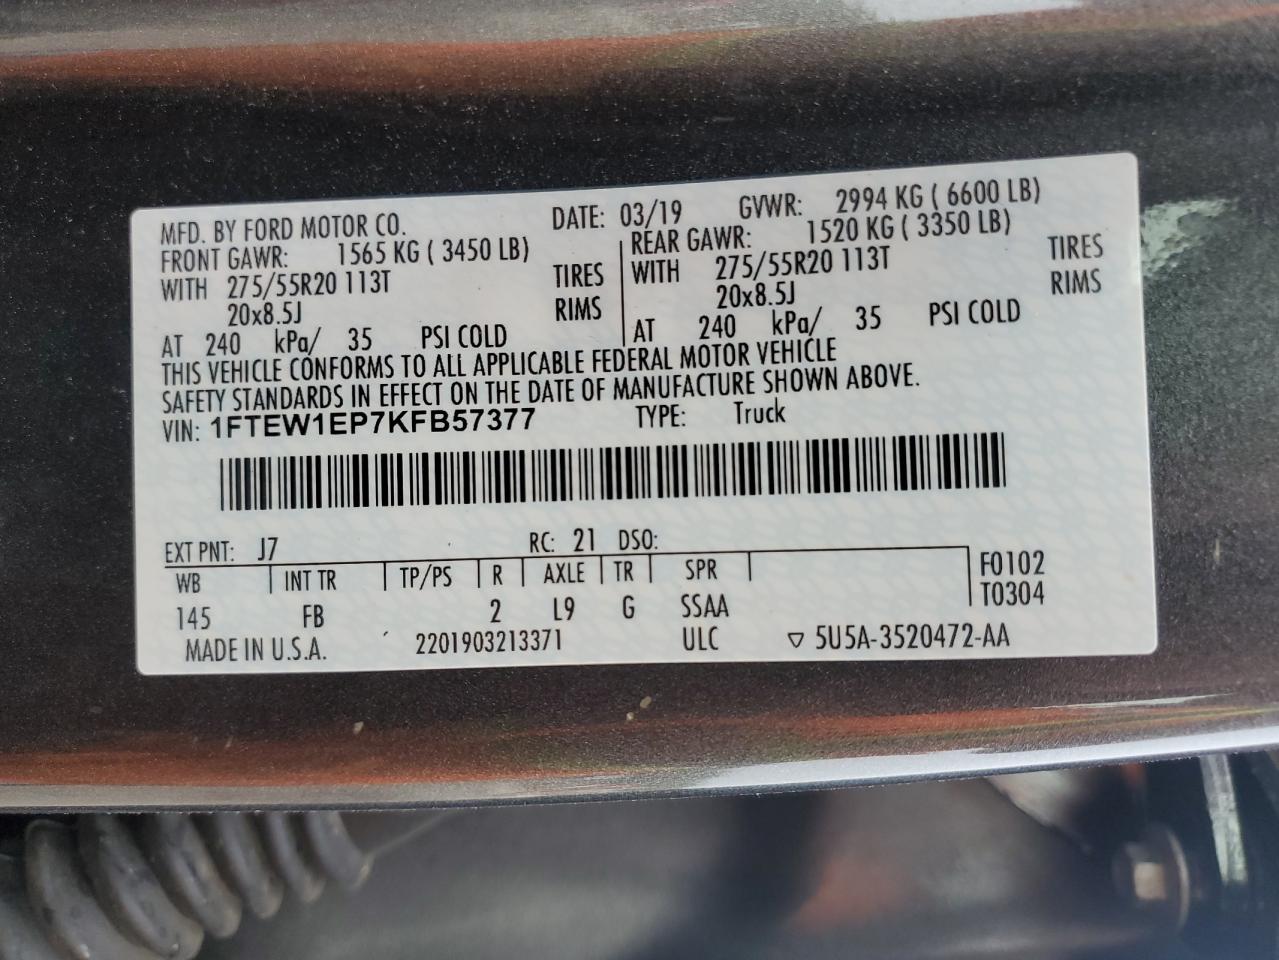 MFD. BY FORD MOTOR CO. DATE: 03/19 GVWR: 2994 KG ( 6600 LB)
FRONT GAWR: 1565 KG ( 3450 LB) REAR GAWR: 1520 KG ( 3350 LB)
WITH 275/55R20 113T TIRES WITH 275/55R20 113T TIRES
20x8.5J RIMS 20x8.5J RIMS
AT 240 kPa/ 35 PSI COLD AT 240 kPa/ 35 PSI COLD
THIS VEHICLE CONFORMS TO ALL APPLICABLE FEDERAL MOTOR VEHICLE
SAFETY STANDARDS IN EFFECT ON THE DATE OF MANUFACTURE SHOWN ABOVE.
VIN: 1FTEW1EP7KFB57377 TYPE: Truck
EXT PNT: J7 RC: 21 DSO:
WB INT TR TP/PS R AXLE TR SPR F0102
145 FB 2 L9 G SSAA T0304
MADE IN U.S.A. 2201903213371 ULC ▽ 5U5A-3520472-AA